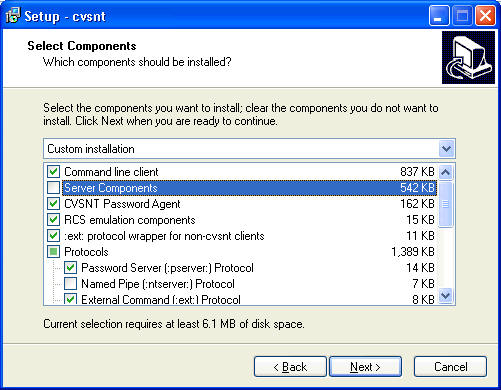 Setup - cvsnt
Select Components
Which components should be installed?
Select the components you want to install; clear the components you do not want to
install. Click Next when you are ready to continue.
Custom installation
Command line client 837 KB
Server Components 542 KB
CVSNT Password Agent 162 KB
RCS emulation components 15 KB
:ext: protocol wrapper for non-cvsnt clients 11 KB
Protocols 1,389 KB
Password Server (:pserver:) Protocol 14 KB
Named Pipe (:ntserver:) Protocol 7 KB
External Command (:ext:) Protocol 8 KB
Current selection requires at least 6.1 MB of disk space.
< Back Next > Cancel